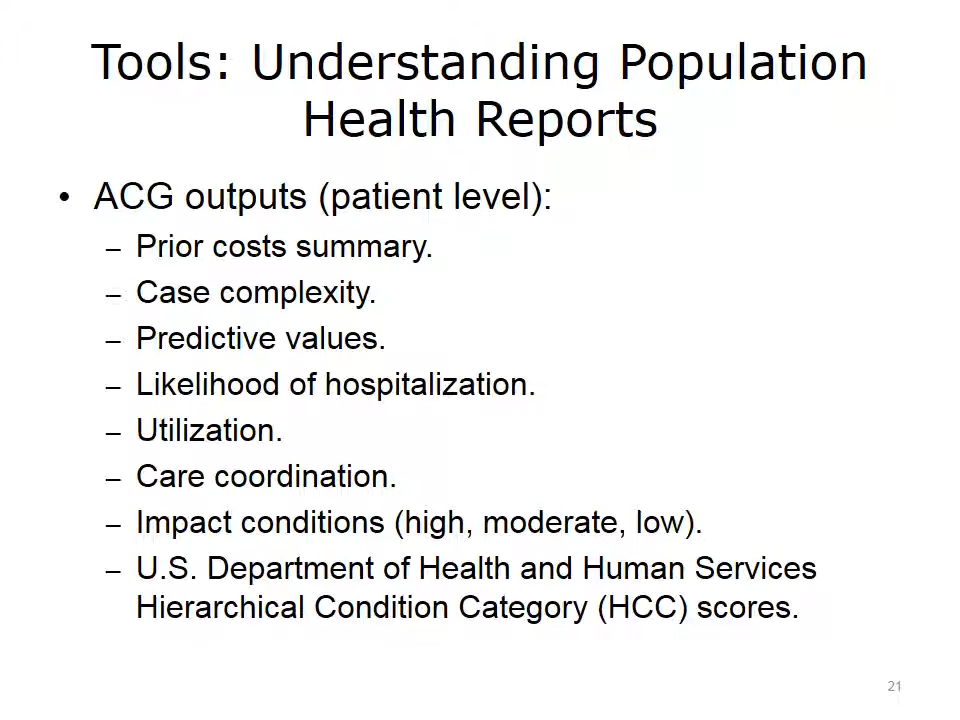 Tools: Understanding Population
Health Reports
• ACG outputs (patient level):
– Prior costs summary.
– Case complexity.
– Predictive values.
– Likelihood of hospitalization.
– Utilization.
– Care coordination.
– Impact conditions (high, moderate, low).
– U.S. Department of Health and Human Services
Hierarchical Condition Category (HCC) scores.
21